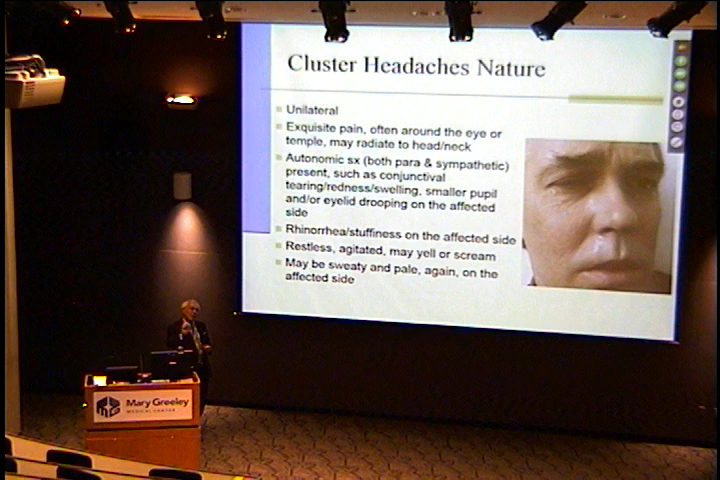 Cluster Headaches Nature
Unilateral
Exquisite pain, often around the eye or
temple, may radiate to head/neck
Autonomic sx (both para & sympathetic)
present, such as conjunctival
tearing/redness/swelling, smaller pupil
and/or eyelid drooping on the affected
side
Rhinorrhea/stuffiness on the affected side
Restless, agitated, may yell or scream
May be sweaty and pale, again, on the
affected side
Mary Greeley
MEDICAL CENTER